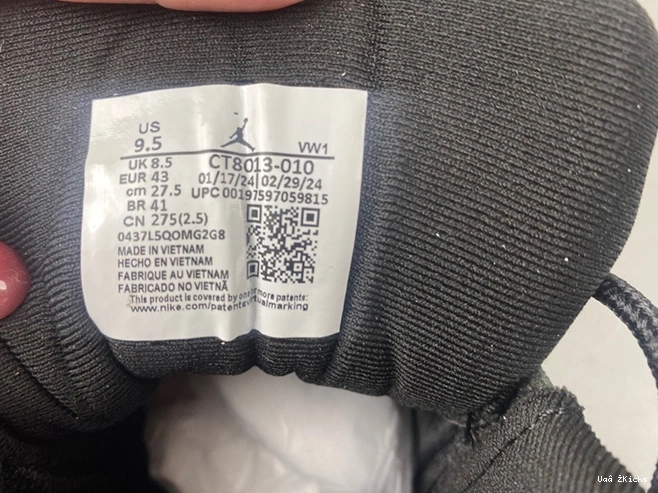 US
9.5
VW1
UK 8.5 CT8013-010
EUR 43 01/17/24 02/29/24
cm 27.5 UPC 00197597059815
BR 41
CN 275(2.5)
0437L5QOMG2G8
MADE IN VIETNAM
HECHO EN VIETNAM
FABRIQUE AU VIETNAM
FABRICADO NO VIETNÃ
This product is covered by one or more patents:
www.nike.com/patentsvirtualmarking